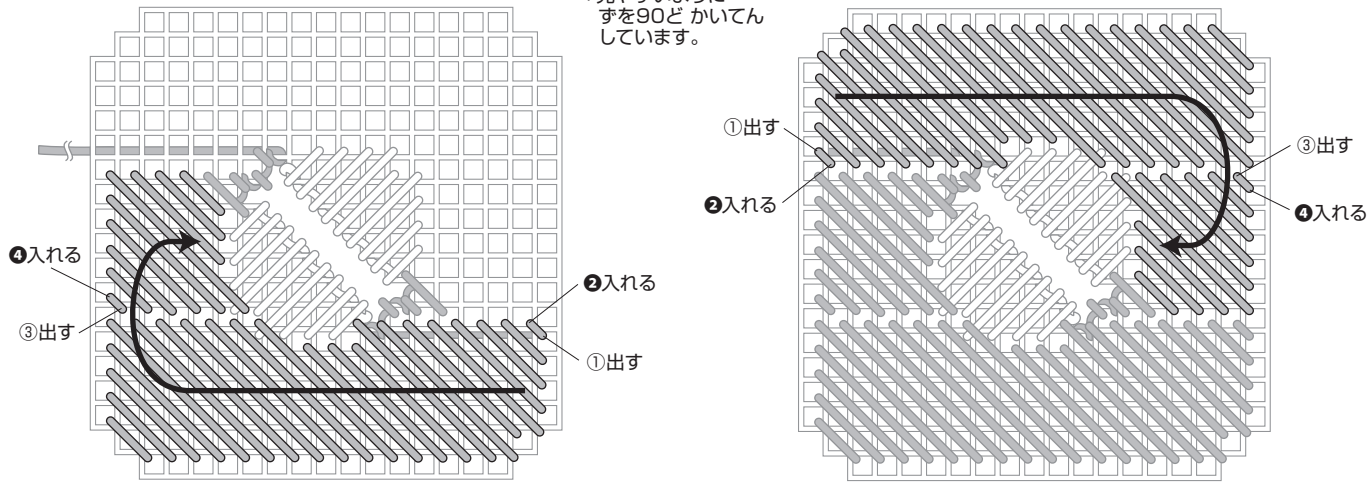 ずを90ど かいてん
しています。
❹入れる
③出す
❷入れる
①出す
①出す
❷入れる
③出す
❹入れる